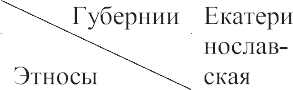 Губернии
Екатери
нослав-
ская
Этносы